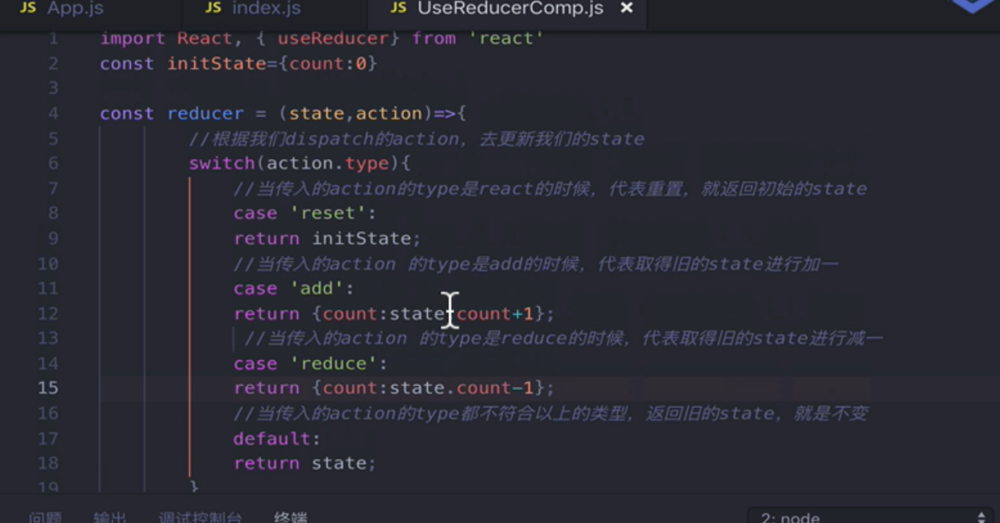 JS App.js JS index.js JS UseReducerComp.js ×
1 import React, { useReducer} from 'react'
2 const initState={count:0}
3
4 const reducer = (state,action)=>{
5 //根据我们dispatch的action, 去更新我们的state
6 switch(action.type){
7 //当传入的action的type是react的时候, 代表重置, 就返回初始的state
8 case 'reset':
9 return initState;
10 //当传入的action 的type是add的时候, 代表取得旧的state进行加一
11 case 'add':
12 return {count:state.count+1};
13 //当传入的action 的type是reduce的时候, 代表取得旧的state进行减一
14 case 'reduce':
15 return {count:state.count-1};
16 //当传入的action的type都不符合以上的类型, 返回旧的state, 就是不变
17 default:
18 return state;
19 }
问题 输出 调试控制台 终端 2: node